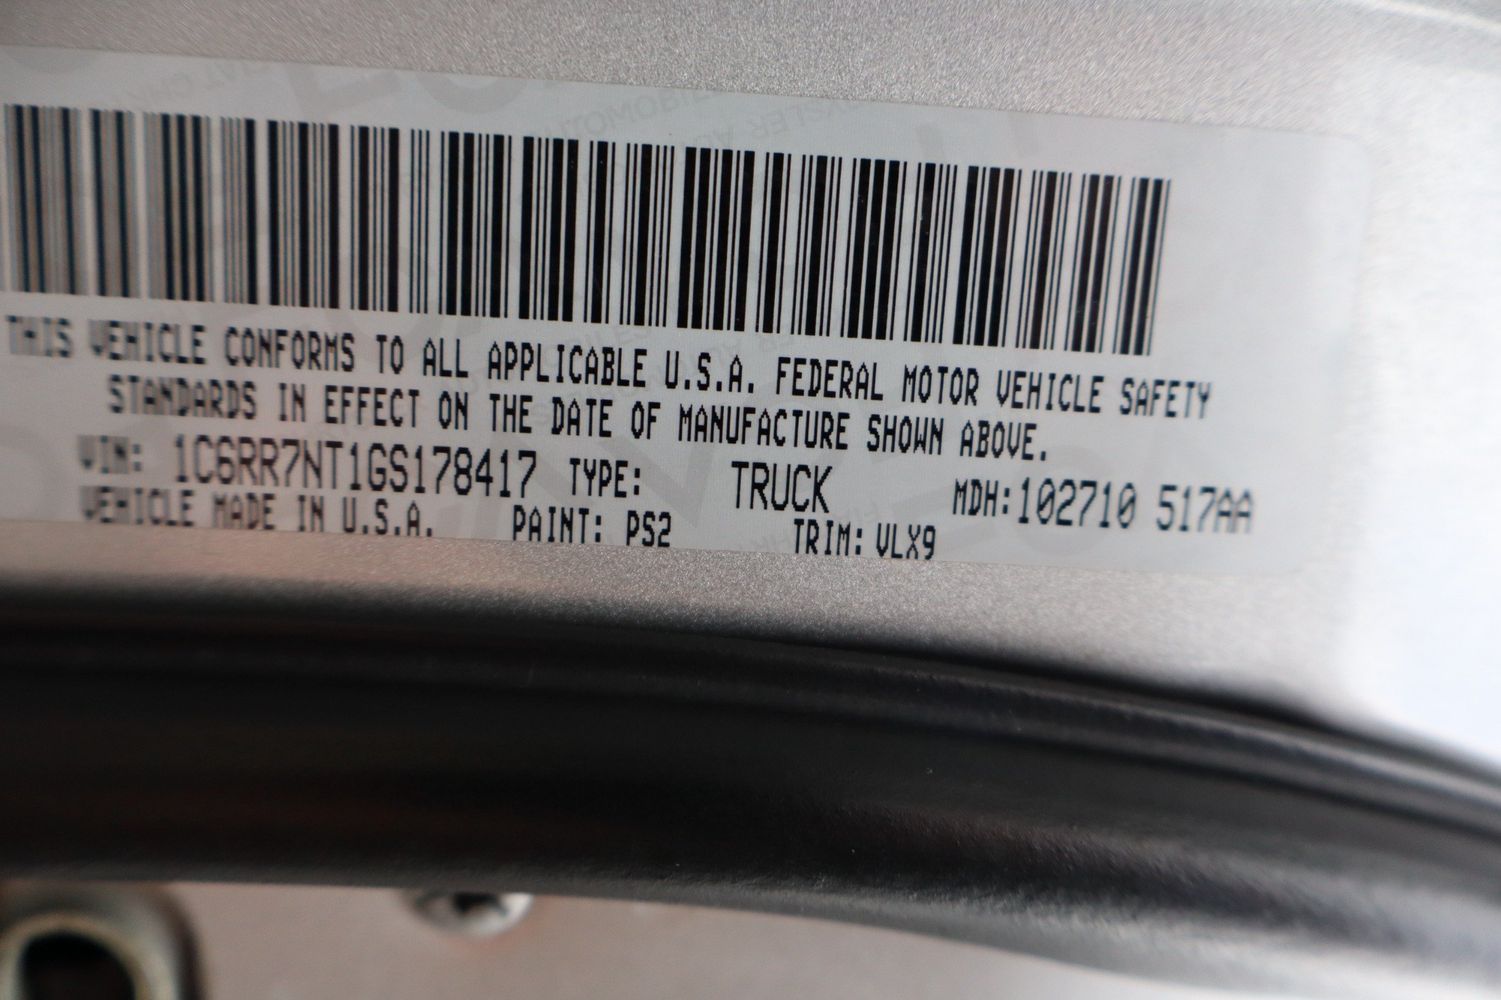 THIS VEHICLE CONFORMS TO ALL APPLICABLE U.S.A. FEDERAL MOTOR VEHICLE SAFETY
STANDARDS IN EFFECT ON THE DATE OF MANUFACTURE SHOWN ABOVE.
VIN: 1C6RR7NT1GS178417 TYPE: TRUCK MDH:102710 517AA
VEHICLE MADE IN U.S.A. PAINT: PS2 TRIM: VLX9